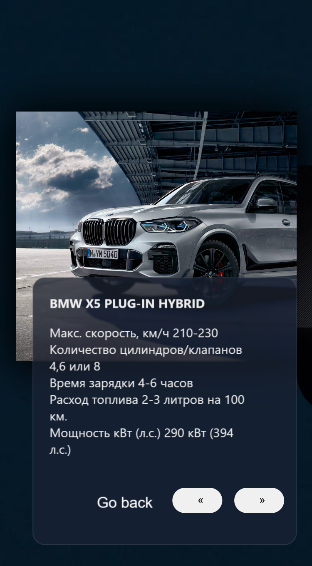 BMW X5 PLUG-IN HYBRID
Макс. скорость, км/ч 210-230
Количество цилиндров/клапанов
4,6 или 8
Время зарядки 4-6 часов
Расход топлива 2-3 литров на 100
км.
Мощность кВт (л.с.) 290 кВт (394
л.с.)
Go back « »